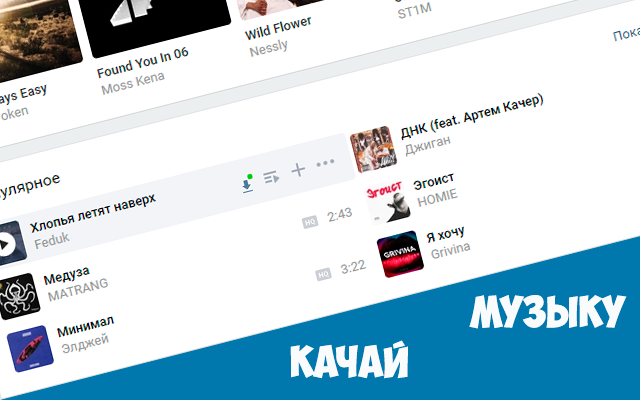 ays Easy
oken
Found You In 06
Moss Kena
Wild Flower
Nessly
ST1M
Пока
улярное
Хлопья летят наверх
Feduk
HQ 2:43
Медуза
MATRANG
HQ 3:22
Минимал
Элджей
ДНК (feat. Артем Качер)
Джиган
Эгоист
Эгоист
HOMIE
GRIVINA
Я хочу
Grivina
КАЧАЙ
МУЗЫКУ